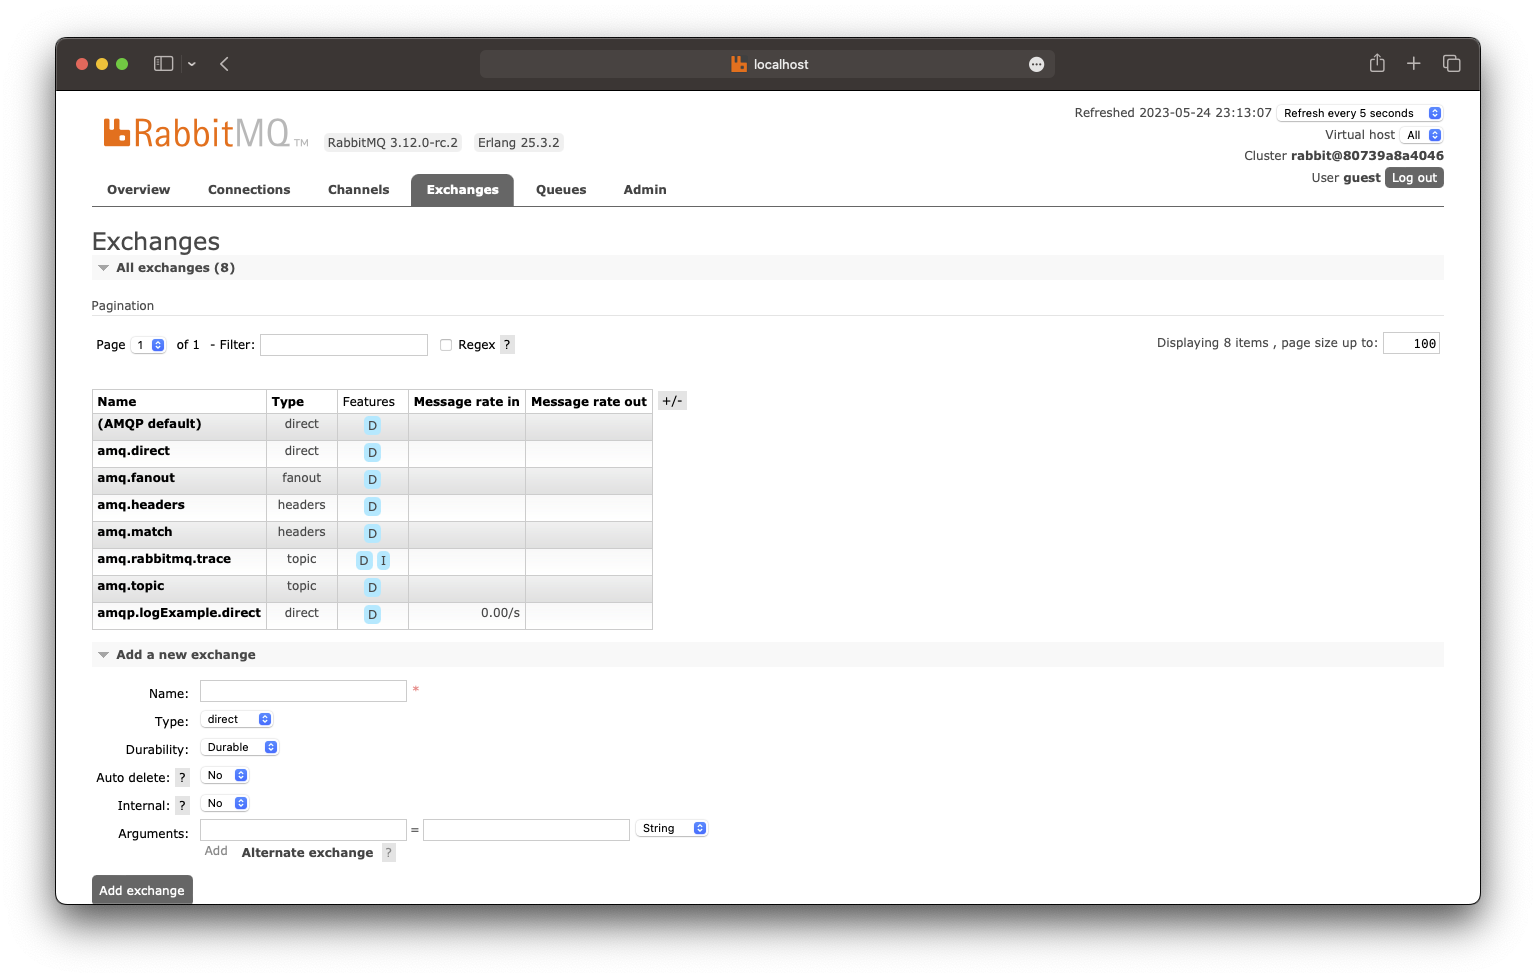 localhost
Refreshed 2023-05-24 23:13:07 Refresh every 5 seconds
RabbitMQ TM RabbitMQ 3.12.0-rc.2 Erlang 25.3.2
Virtual host All
Cluster rabbit@80739a8a4046
User guest Log out
Overview Connections Channels Exchanges Queues Admin
Exchanges
All exchanges (8)
Pagination
Page 1 of 1 - Filter: Regex ? Displaying 8 items , page size up to: 100
Name Type Features Message rate in Message rate out +/-
(AMQP default) direct D
amq.direct direct D
amq.fanout fanout D
amq.headers headers D
amq.match headers D
amq.rabbitmq.trace topic D I
amq.topic topic D
amqp.logExample.direct direct D 0.00/s
Add a new exchange
Name: *
Type: direct
Durability: Durable
Auto delete: ? No
Internal: ? No
Arguments: = String
Add Alternate exchange ?
Add exchange